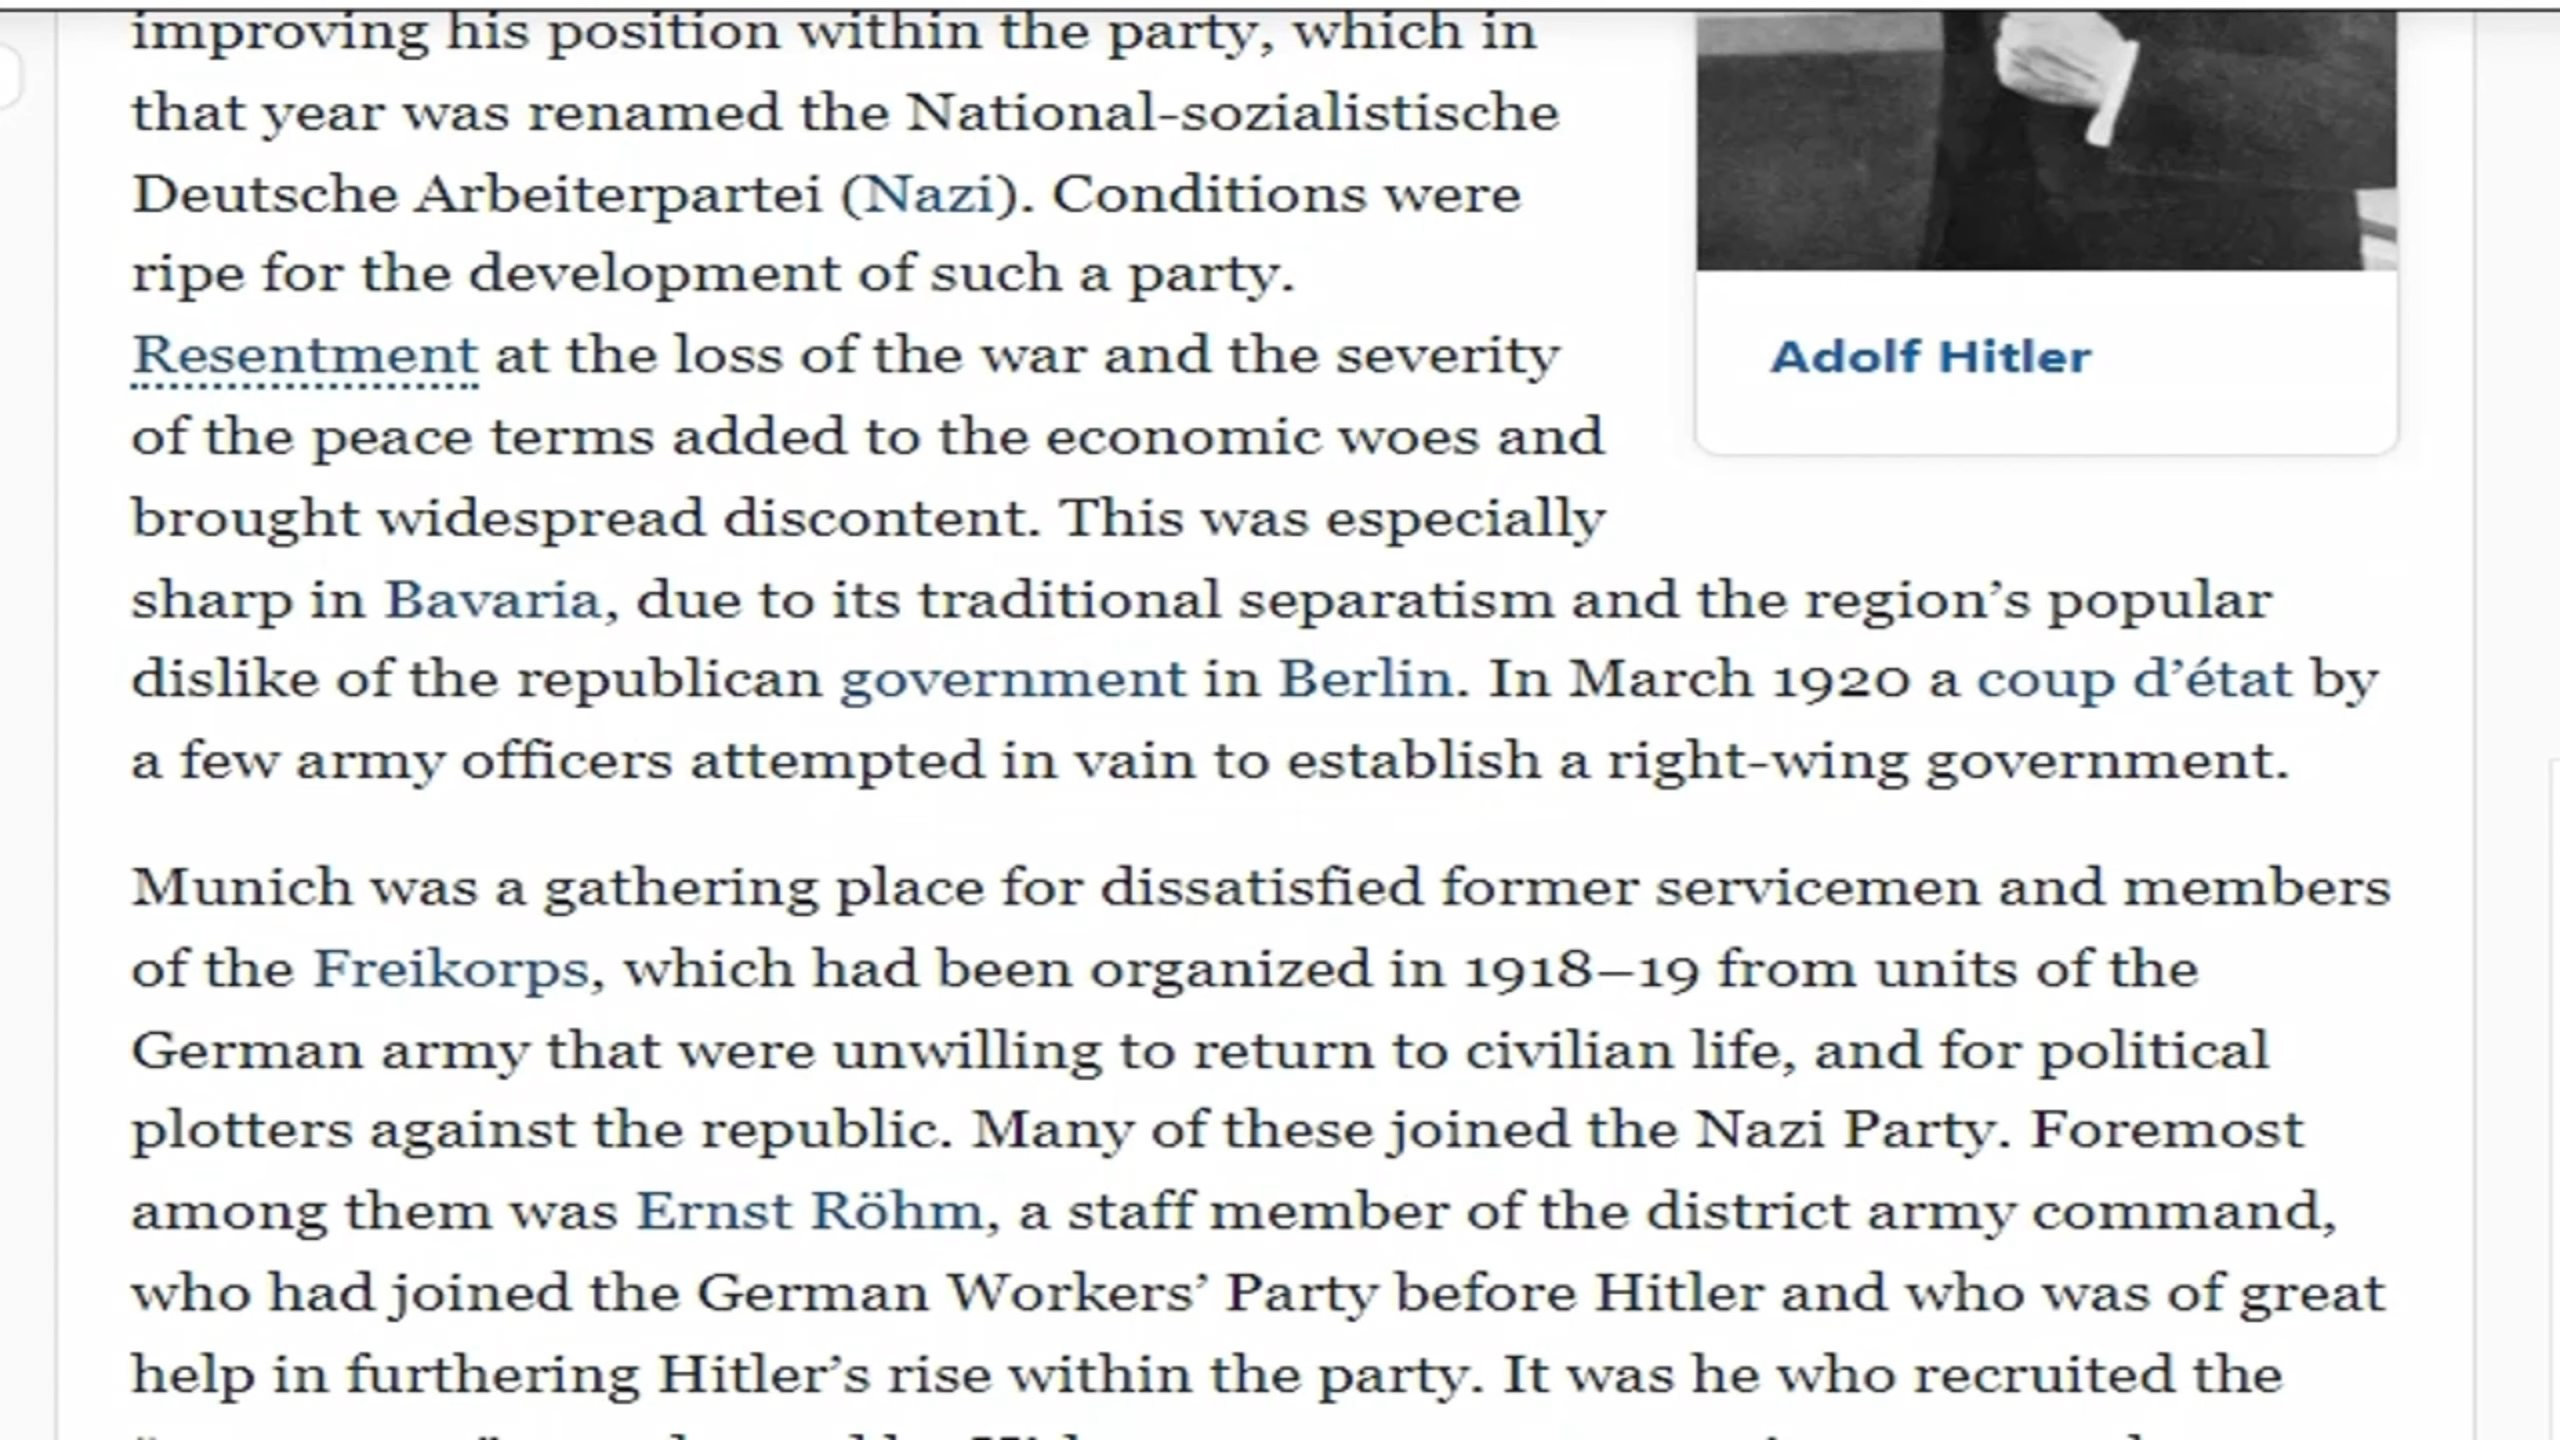 improving his position within the party, which in
that year was renamed the National-sozialistische
Deutsche Arbeiterpartei (Nazi). Conditions were
ripe for the development of such a party.
Resentment at the loss of the war and the severity
of the peace terms added to the economic woes and
brought widespread discontent. This was especially
sharp in Bavaria, due to its traditional separatism and the region’s popular
dislike of the republican government in Berlin. In March 1920 a coup d’état by
a few army officers attempted in vain to establish a right-wing government.
Adolf Hitler
Munich was a gathering place for dissatisfied former servicemen and members
of the Freikorps, which had been organized in 1918–19 from units of the
German army that were unwilling to return to civilian life, and for political
plotters against the republic. Many of these joined the Nazi Party. Foremost
among them was Ernst Röhm, a staff member of the district army command,
who had joined the German Workers’ Party before Hitler and who was of great
help in furthering Hitler’s rise within the party. It was he who recruited the